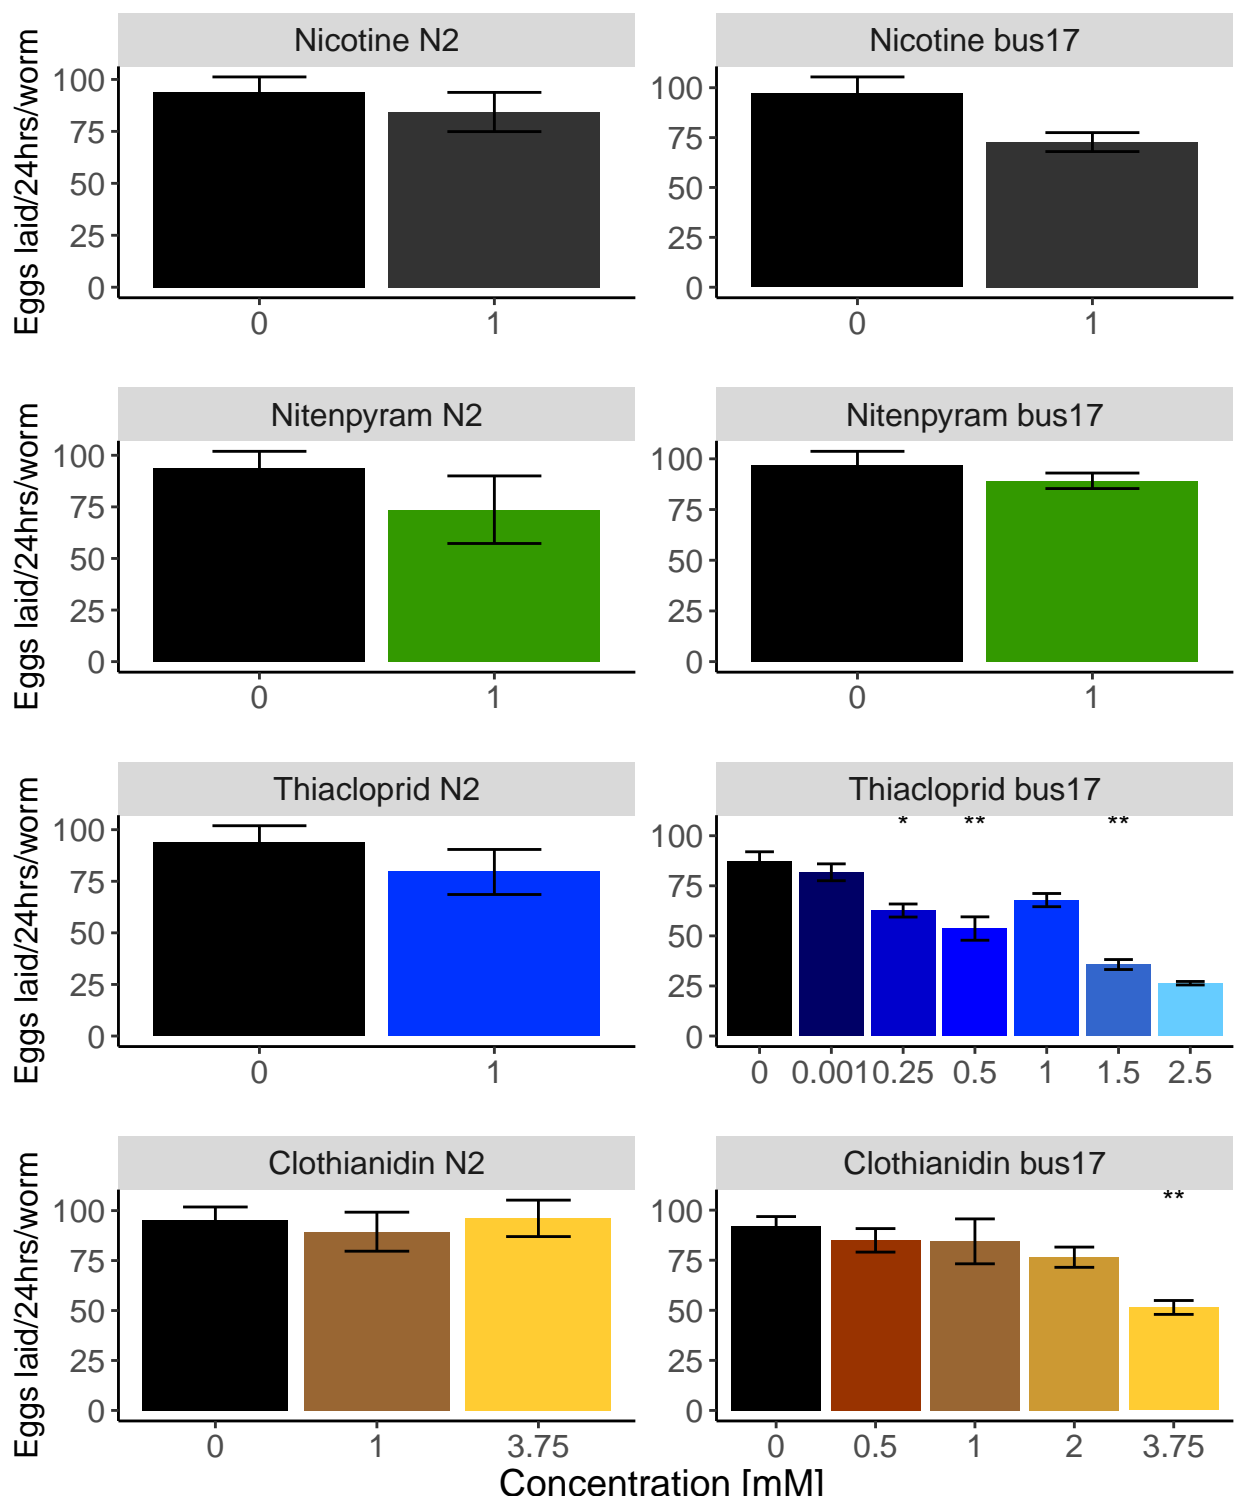 Nicotine N2
Nicotine bus17
Eggs laid/24hrs/worm
100
75
50
25
0
0 1
100
75
50
25
0
0 1
Nitenpyram N2
Nitenpyram bus17
Eggs laid/24hrs/worm
100
75
50
25
0
0 1
100
75
50
25
0
0 1
Thiacloprid N2
Thiacloprid bus17
Eggs laid/24hrs/worm
100
75
50
25
0
0 1
* ** **
100
75
50
25
0
0 0.001 0.25 0.5 1 1.5 2.5
Clothianidin N2
Clothianidin bus17
Eggs laid/24hrs/worm
100
75
50
25
0
0 1 3.75
**
100
75
50
25
0
0 0.5 1 2 3.75
Concentration [mM]